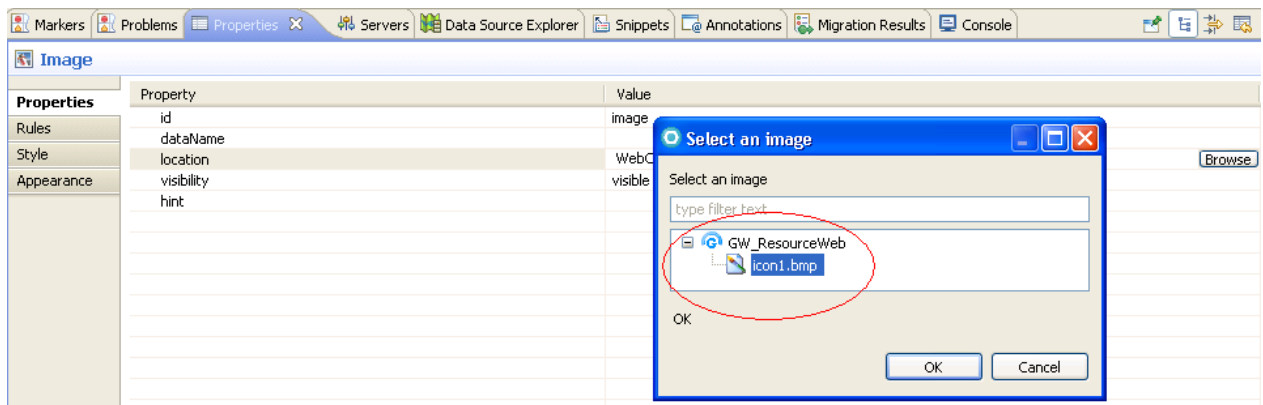 Markers Problems Properties Servers Data Source Explorer Snippets Annotations Migration Results Console
Image
Properties
Rules
Style
Appearance
Property Value
id image
dataName
location WebC Browse
visibility visible
hint
Select an image
Select an image
type filter text
GW_ResourceWeb
icon1.bmp
OK
OK Cancel